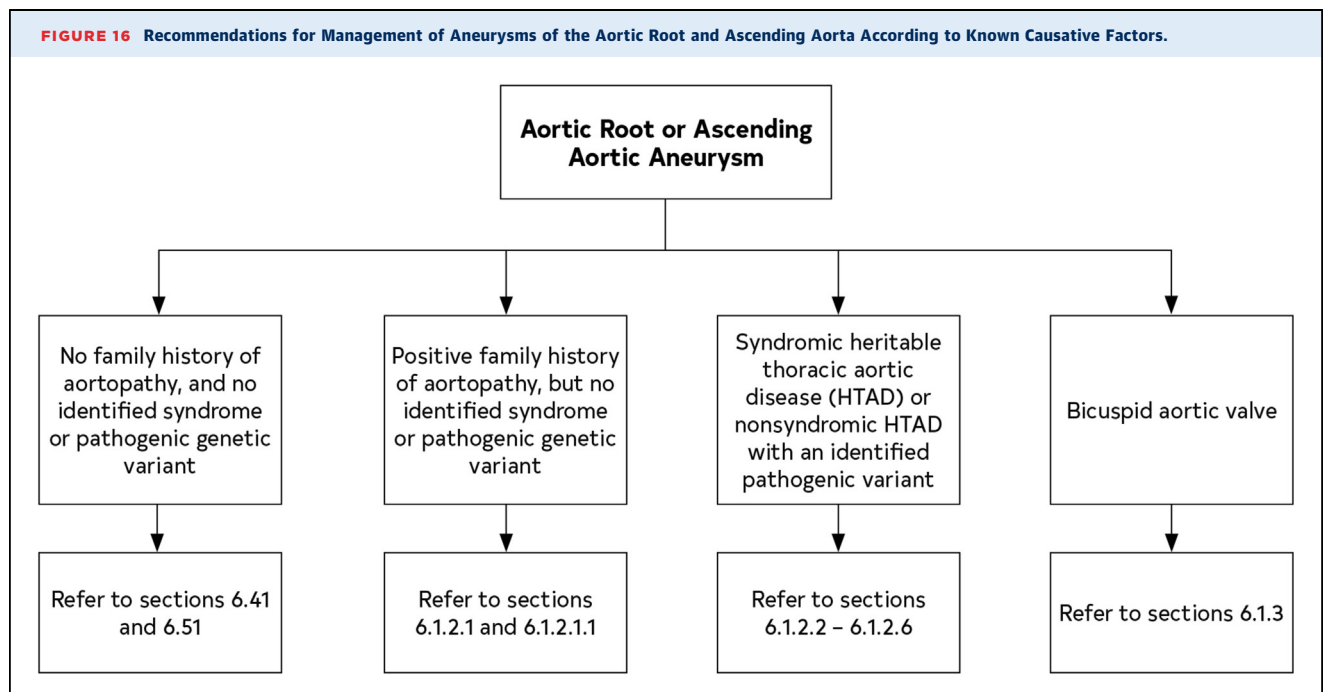 FIGURE 16 Recommendations for Management of Aneurysms of the Aortic Root and Ascending Aorta According to Known Causative Factors.
Aortic Root or Ascending
Aortic Aneurysm
No family history of
aortopathy, and no
identified syndrome
or pathogenic genetic
variant
Positive family history
of aortopathy, but no
identified syndrome
or pathogenic genetic
variant
Syndromic heritable
thoracic aortic
disease (HTAD) or
nonsyndromic HTAD
with an identified
pathogenic variant
Bicuspid aortic valve
Refer to sections 6.41
and 6.51
Refer to sections
6.1.2.1 and 6.1.2.1.1
Refer to sections
6.1.2.2 – 6.1.2.6
Refer to sections 6.1.3